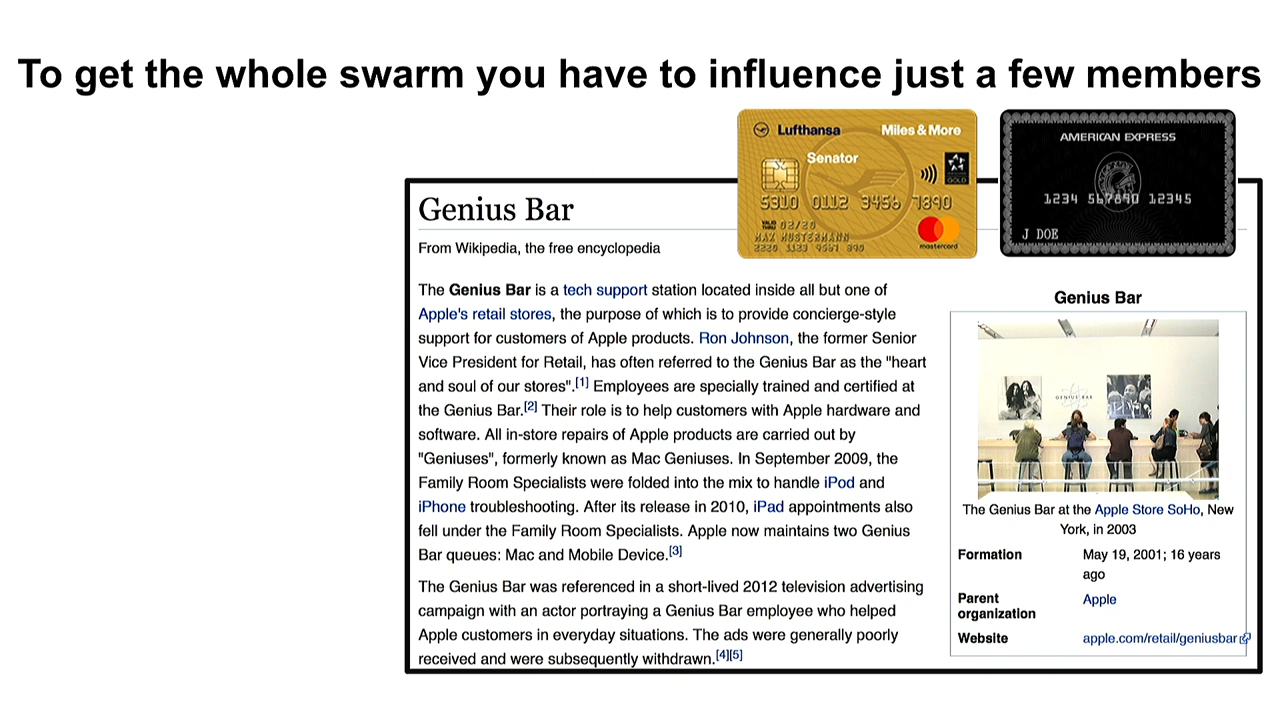 To get the whole swarm you have to influence just a few members
Lufthansa Miles & More
Senator
GOLD
5310 0112 3456 7890
VALID THRU 02/20
MAX MUSTERMANN
2220 1123 4561 890
mastercard
AMERICAN EXPRESS
1234 567890 12345
J DOE
Genius Bar
From Wikipedia, the free encyclopedia
The Genius Bar is a tech support station located inside all but one of
Apple's retail stores, the purpose of which is to provide concierge-style
support for customers of Apple products. Ron Johnson, the former Senior
Vice President for Retail, has often referred to the Genius Bar as the "heart
and soul of our stores".[1] Employees are specially trained and certified at
the Genius Bar.[2] Their role is to help customers with Apple hardware and
software. All in-store repairs of Apple products are carried out by
"Geniuses", formerly known as Mac Geniuses. In September 2009, the
Family Room Specialists were folded into the mix to handle iPod and
iPhone troubleshooting. After its release in 2010, iPad appointments also
fell under the Family Room Specialists. Apple now maintains two Genius
Bar queues: Mac and Mobile Device.[3]
The Genius Bar was referenced in a short-lived 2012 television advertising
campaign with an actor portraying a Genius Bar employee who helped
Apple customers in everyday situations. The ads were generally poorly
received and were subsequently withdrawn.[4][5]
Genius Bar
GENIUS BAR
The Genius Bar at the Apple Store SoHo, New
York, in 2003
Formation May 19, 2001; 16 years
ago
Parent Apple
organization
Website apple.com/retail/geniusbar